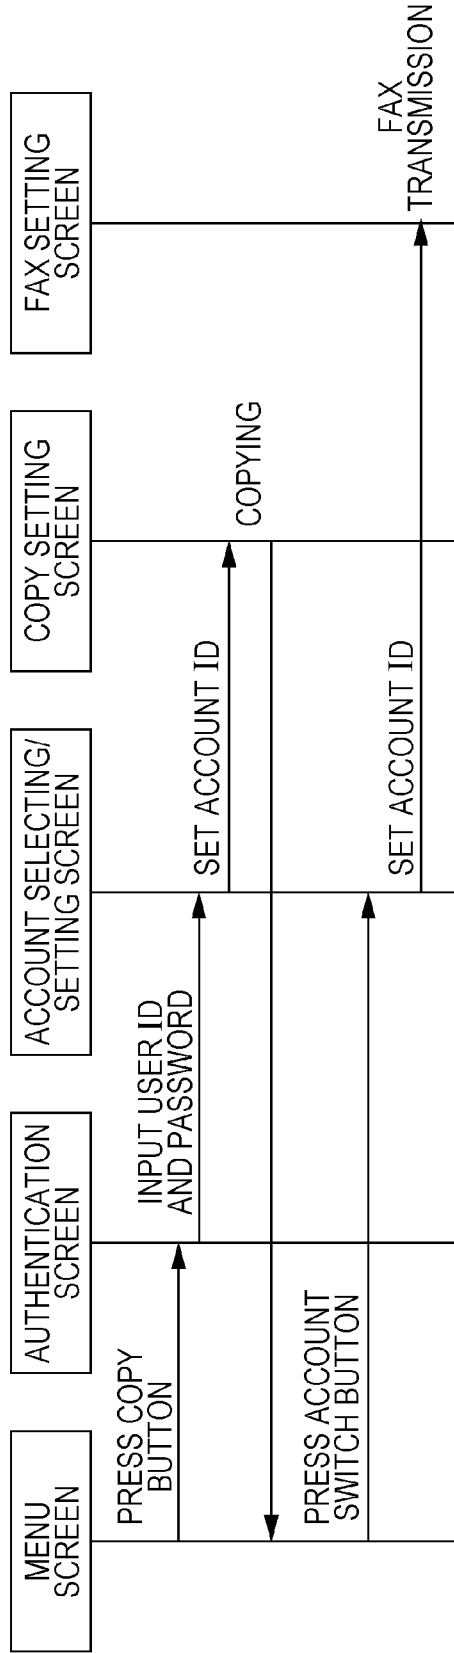 MENU
SCREEN
AUTHENTICATION
SCREEN
ACCOUNT SELECTING/
SETTING SCREEN
COPY SETTING
SCREEN
FAX SETTING
SCREEN
PRESS COPY
BUTTON
INPUT USER ID
AND PASSWORD
SET ACCOUNT ID
COPYING
PRESS ACCOUNT
SWITCH BUTTON
SET ACCOUNT ID
FAX
TRANSMISSION